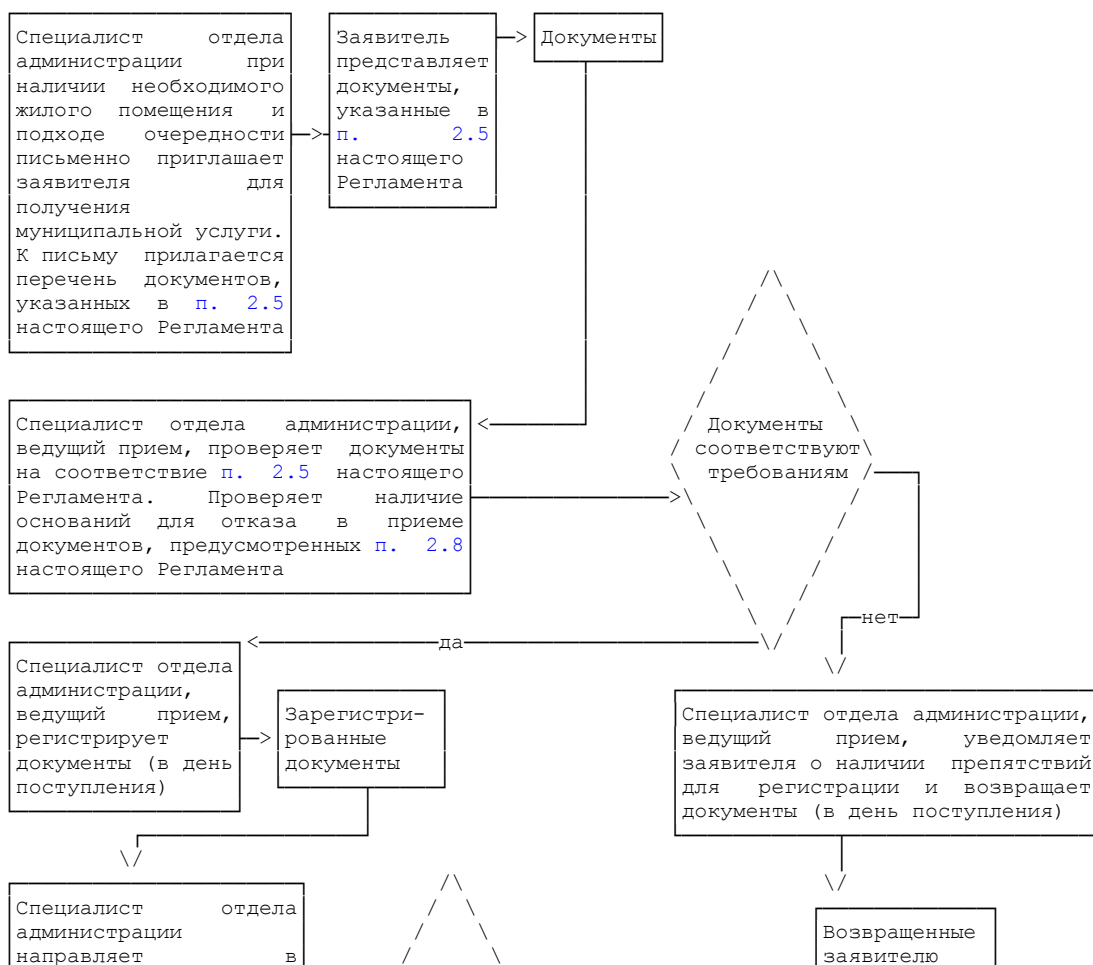 Специалист отдела
администрации при
наличии необходимого
жилого помещения и
подходе очередности
письменно приглашает
заявителя для
получения
муниципальной услуги.
К письму прилагается
перечень документов,
указанных в п. 2.5
настоящего Регламента
Заявитель
представляет
документы,
указанные в
п. 2.5
настоящего
Регламента
Документы
Специалист отдела администрации,
ведущий прием, проверяет документы
на соответствие п. 2.5 настоящего
Регламента. Проверяет наличие
оснований для отказа в приеме
документов, предусмотренных п. 2.8
настоящего Регламента
Документы
соответствуют
требованиям
нет
да
Специалист отдела
администрации,
ведущий прием,
регистрирует
документы (в день
поступления)
Зарегистри-
рованные
документы
Специалист отдела администрации,
ведущий прием, уведомляет
заявителя о наличии препятствий
для регистрации и возвращает
документы (в день поступления)
Специалист отдела
администрации
направляет в
Возвращенные
заявителю